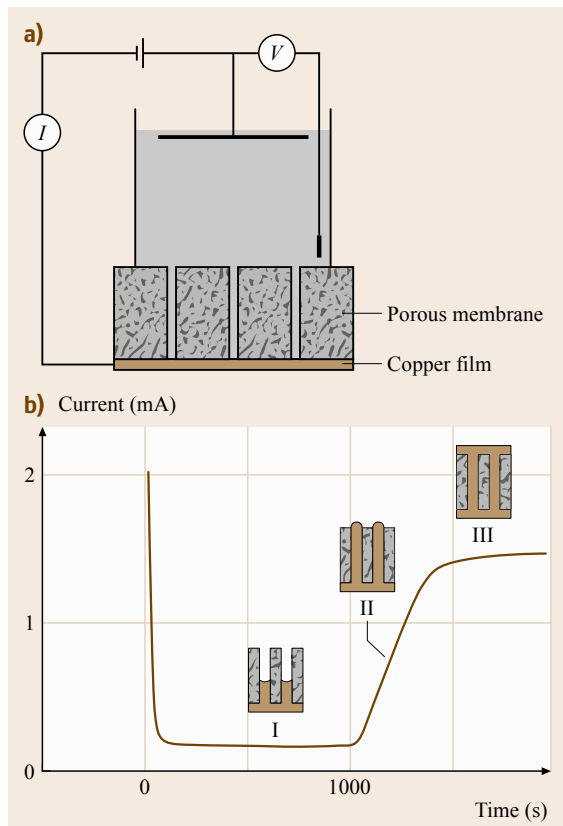 a)
V
I
Porous membrane
Copper film
b) Current (mA)
2
III
II
1
I
0
0 1000
Time (s)